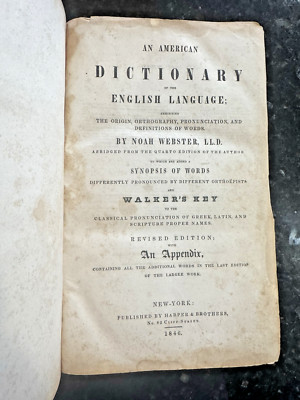 AN AMERICAN
DICTIONARY
OF THE
ENGLISH LANGUAGE;
EXHIBITING
THE ORIGIN, ORTHOGRAPHY, PRONUNCIATION, AND
DEFINITIONS OF WORDS.
BY NOAH WEBSTER, LL.D.
ABRIDGED FROM THE QUARTO EDITION OF THE AUTHOR
TO WHICH ARE ADDED A
SYNOPSIS OF WORDS
DIFFERENTLY PRONOUNCED BY DIFFERENT ORTHOËPISTS
AND
WALKER'S KEY
TO THE
CLASSICAL PRONUNCIATION OF GREEK, LATIN, AND
SCRIPTURE PROPER NAMES.
REVISED EDITION;
WITH
An Appendix,
CONTAINING ALL THE ADDITIONAL WORDS IN THE LAST EDITION
OF THE LARGER WORK.
NEW-YORK:
PUBLISHED BY HARPER & BROTHERS,
No. 82 CLIFF-STREET
1846.